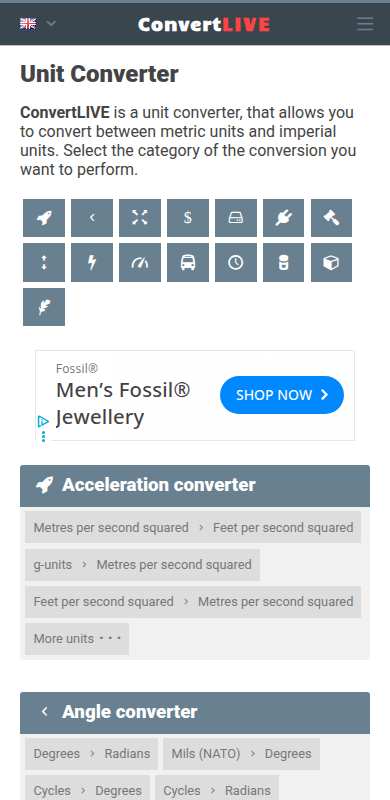 ConvertLIVE
Unit Converter
ConvertLIVE is a unit converter, that allows you
to convert between metric units and imperial
units. Select the category of the conversion you
want to perform.
$
Fossil®
Men's Fossil®
Jewellery
SHOP NOW
Acceleration converter
Metres per second squared › Feet per second squared
g-units › Metres per second squared
Feet per second squared › Metres per second squared
More units • • •
Angle converter
Degrees › Radians Mils (NATO) › Degrees
Cycles › Degrees Cycles › Radians